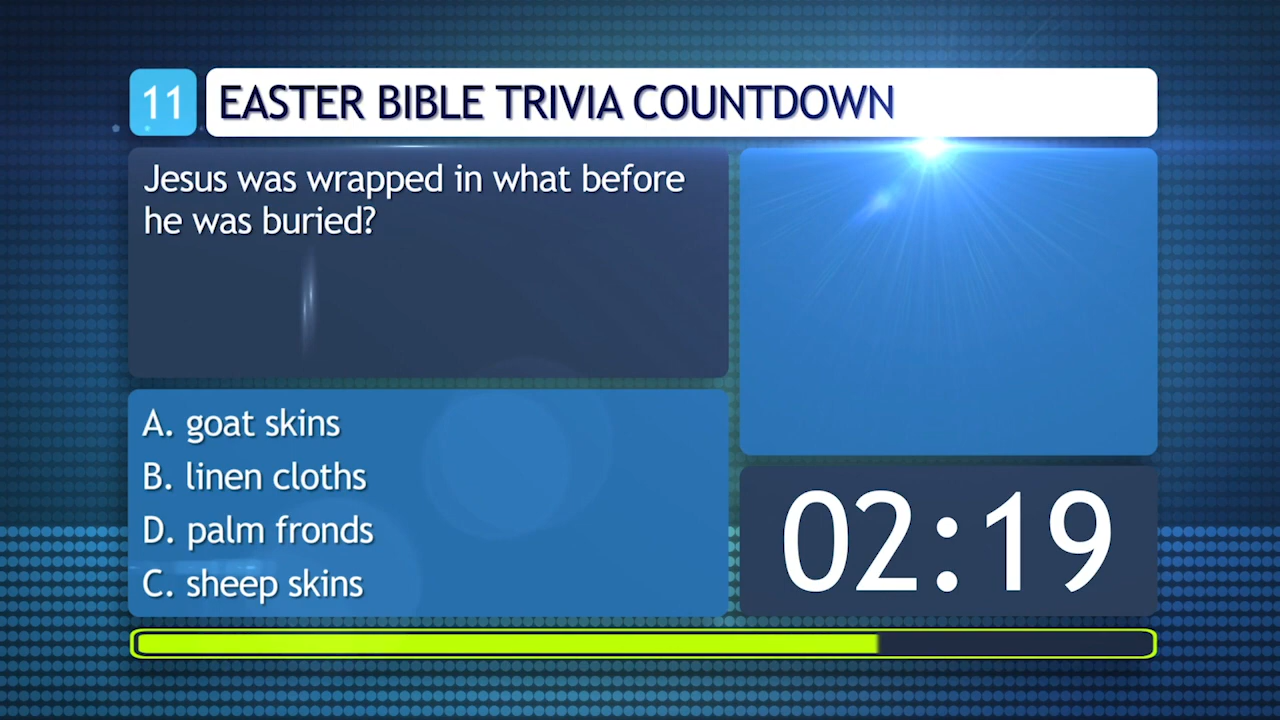 11 EASTER BIBLE TRIVIA COUNTDOWN
Jesus was wrapped in what before
he was buried?
A. goat skins
B. linen cloths
D. palm fronds
C. sheep skins
02:19